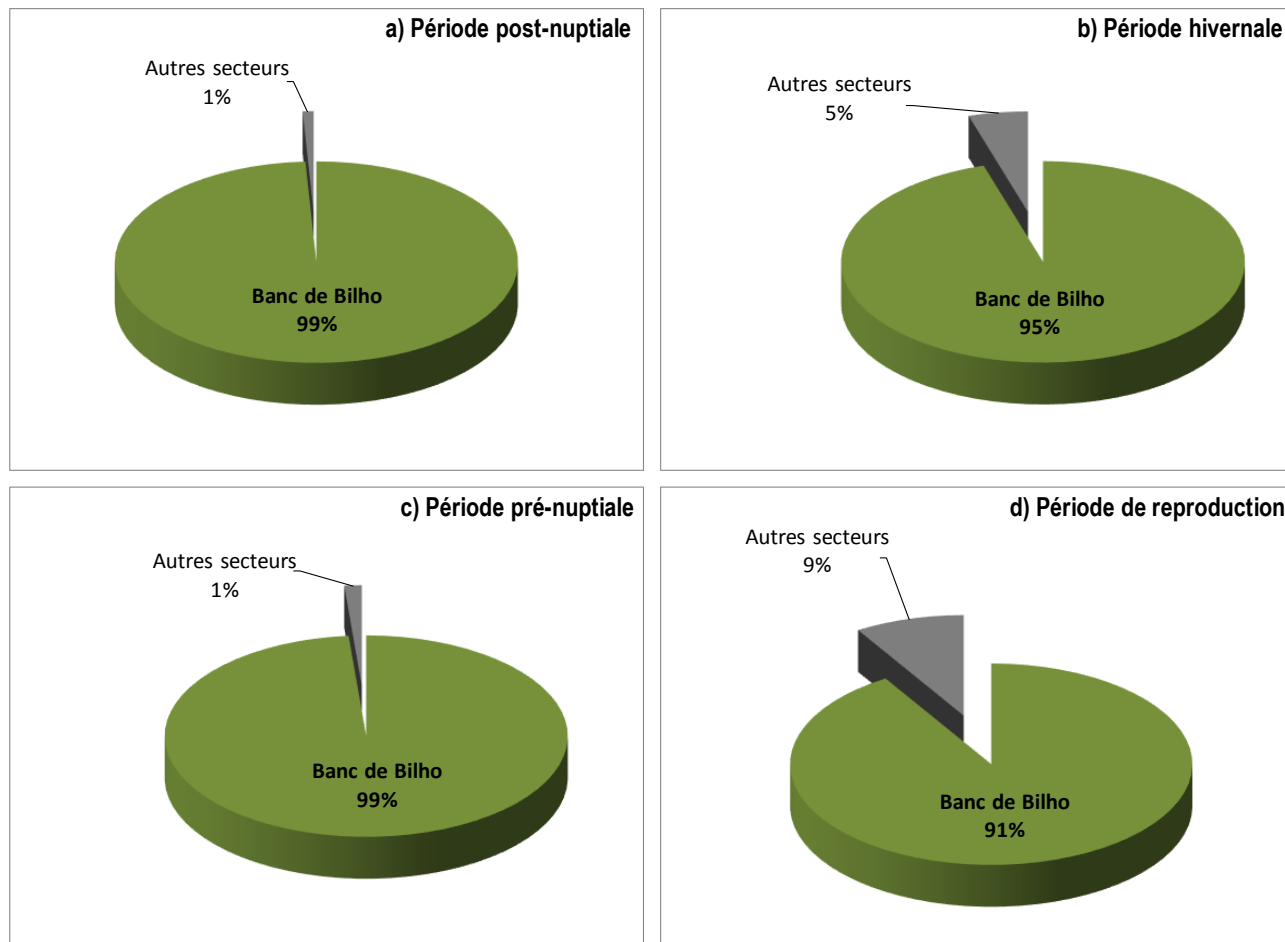 a) Période post-nuptiale
Autres secteurs
1%
Banc de Bilho
99%
b) Période hivernale
Autres secteurs
5%
Banc de Bilho
95%
c) Période pré-nuptiale
Autres secteurs
1%
Banc de Bilho
99%
d) Période de reproduction
Autres secteurs
9%
Banc de Bilho
91%